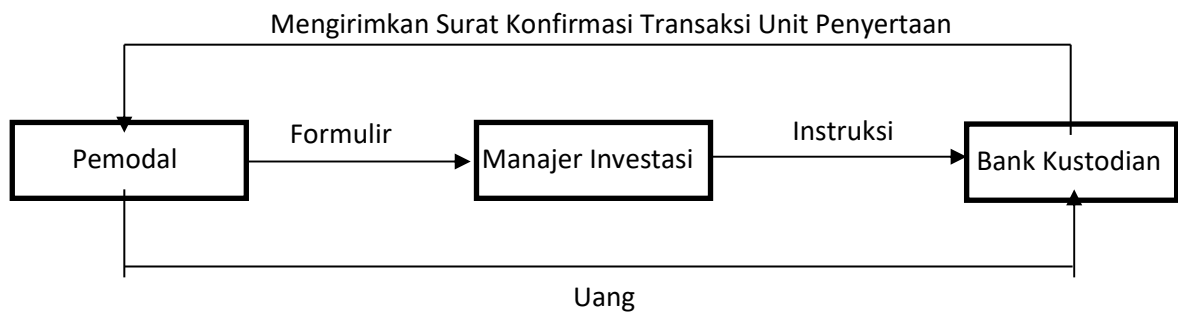 Mengirimkan Surat Konfirmasi Transaksi Unit Penyertaan
Formulir
Instruksi
Pemodal
Manajer Investasi
Bank Kustodian
Uang